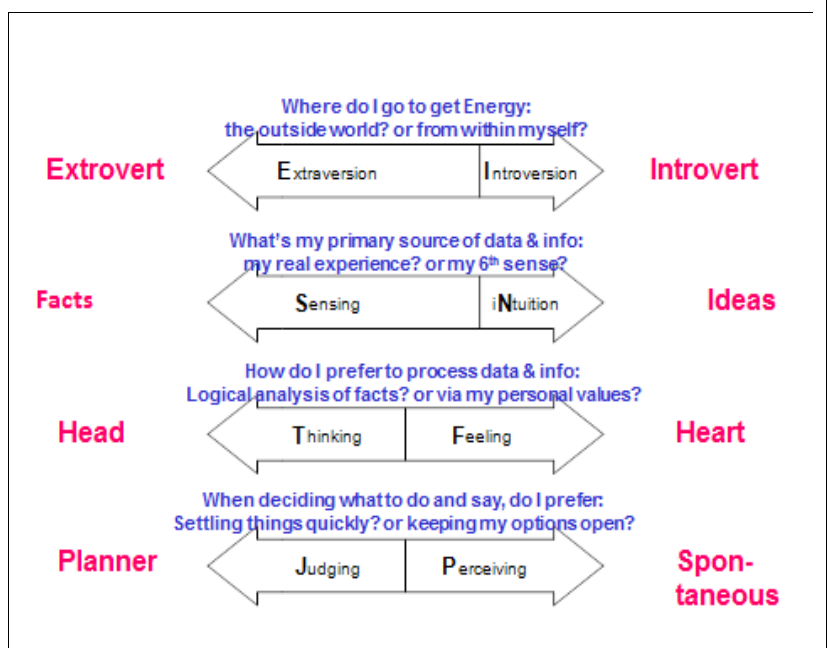 Where do I go to get Energy:
the outside world? or from within myself?
Extrovert
Extraversion
Introversion
Introvert
What's my primary source of data & info:
my real experience? or my 6th sense?
Facts
Sensing
iNtuition
Ideas
How do I prefer to process data & info:
Logical analysis of facts? or via my personal values?
Head
Thinking
Feeling
Heart
When deciding what to do and say, do I prefer:
Settling things quickly? or keeping my options open?
Planner
Judging
Perceiving
Spon-
taneous